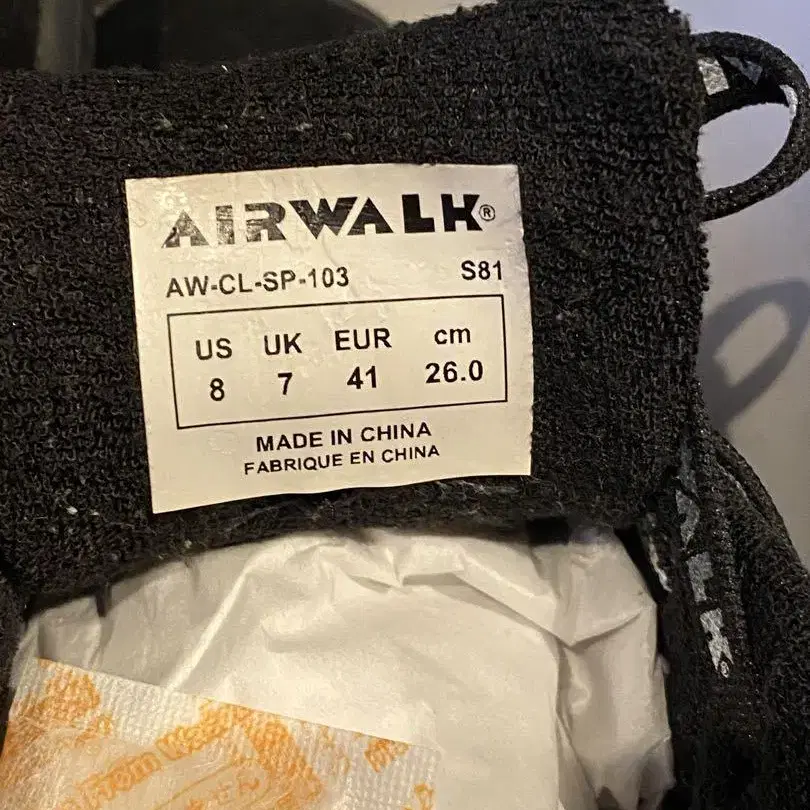 AIRWALK®
AW-CL-SP-103 S81
US UK EUR cm
8 7 41 26.0
MADE IN CHINA
FABRIQUE EN CHINA